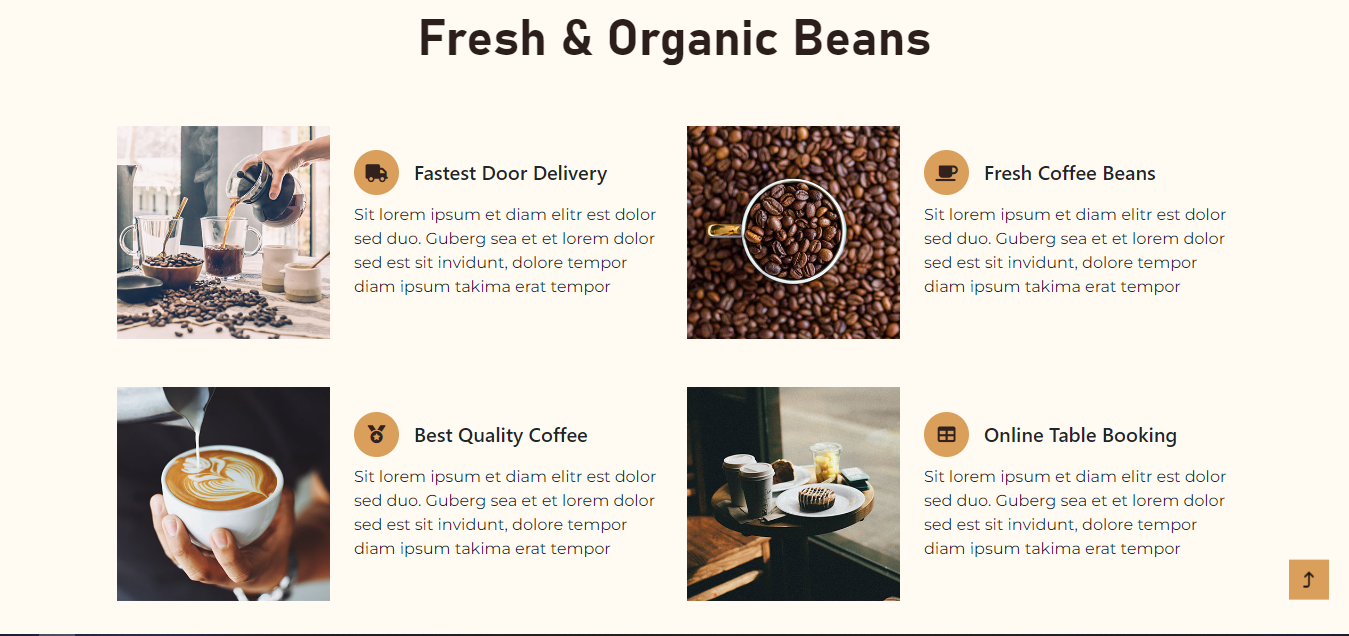 Fresh & Organic Beans
Fastest Door Delivery
Sit lorem ipsum et diam elitr est dolor
sed duo. Guberg sea et et lorem dolor
sed est sit invidunt, dolore tempor
diam ipsum takima erat tempor
Fresh Coffee Beans
Sit lorem ipsum et diam elitr est dolor
sed duo. Guberg sea et et lorem dolor
sed est sit invidunt, dolore tempor
diam ipsum takima erat tempor
Best Quality Coffee
Sit lorem ipsum et diam elitr est dolor
sed duo. Guberg sea et et lorem dolor
sed est sit invidunt, dolore tempor
diam ipsum takima erat tempor
Online Table Booking
Sit lorem ipsum et diam elitr est dolor
sed duo. Guberg sea et et lorem dolor
sed est sit invidunt, dolore tempor
diam ipsum takima erat tempor